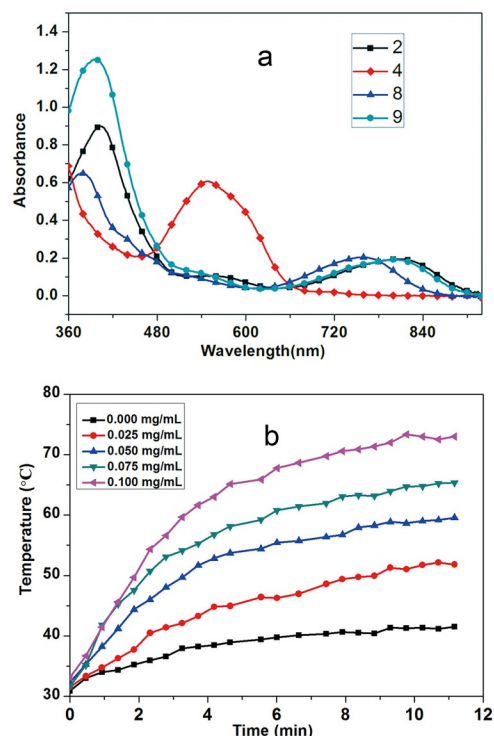 a
2
4
8
9
1.4
1.2
1.0
0.8
0.6
0.4
0.2
0.0
Absorbance
360 480 600 720 840
Wavelength(nm)
b
0.000 mg/mL
0.025 mg/mL
0.050 mg/mL
0.075 mg/mL
0.100 mg/mL
80
70
60
50
40
30
Temperature (°C)
0 2 4 6 8 10 12
Time (min)